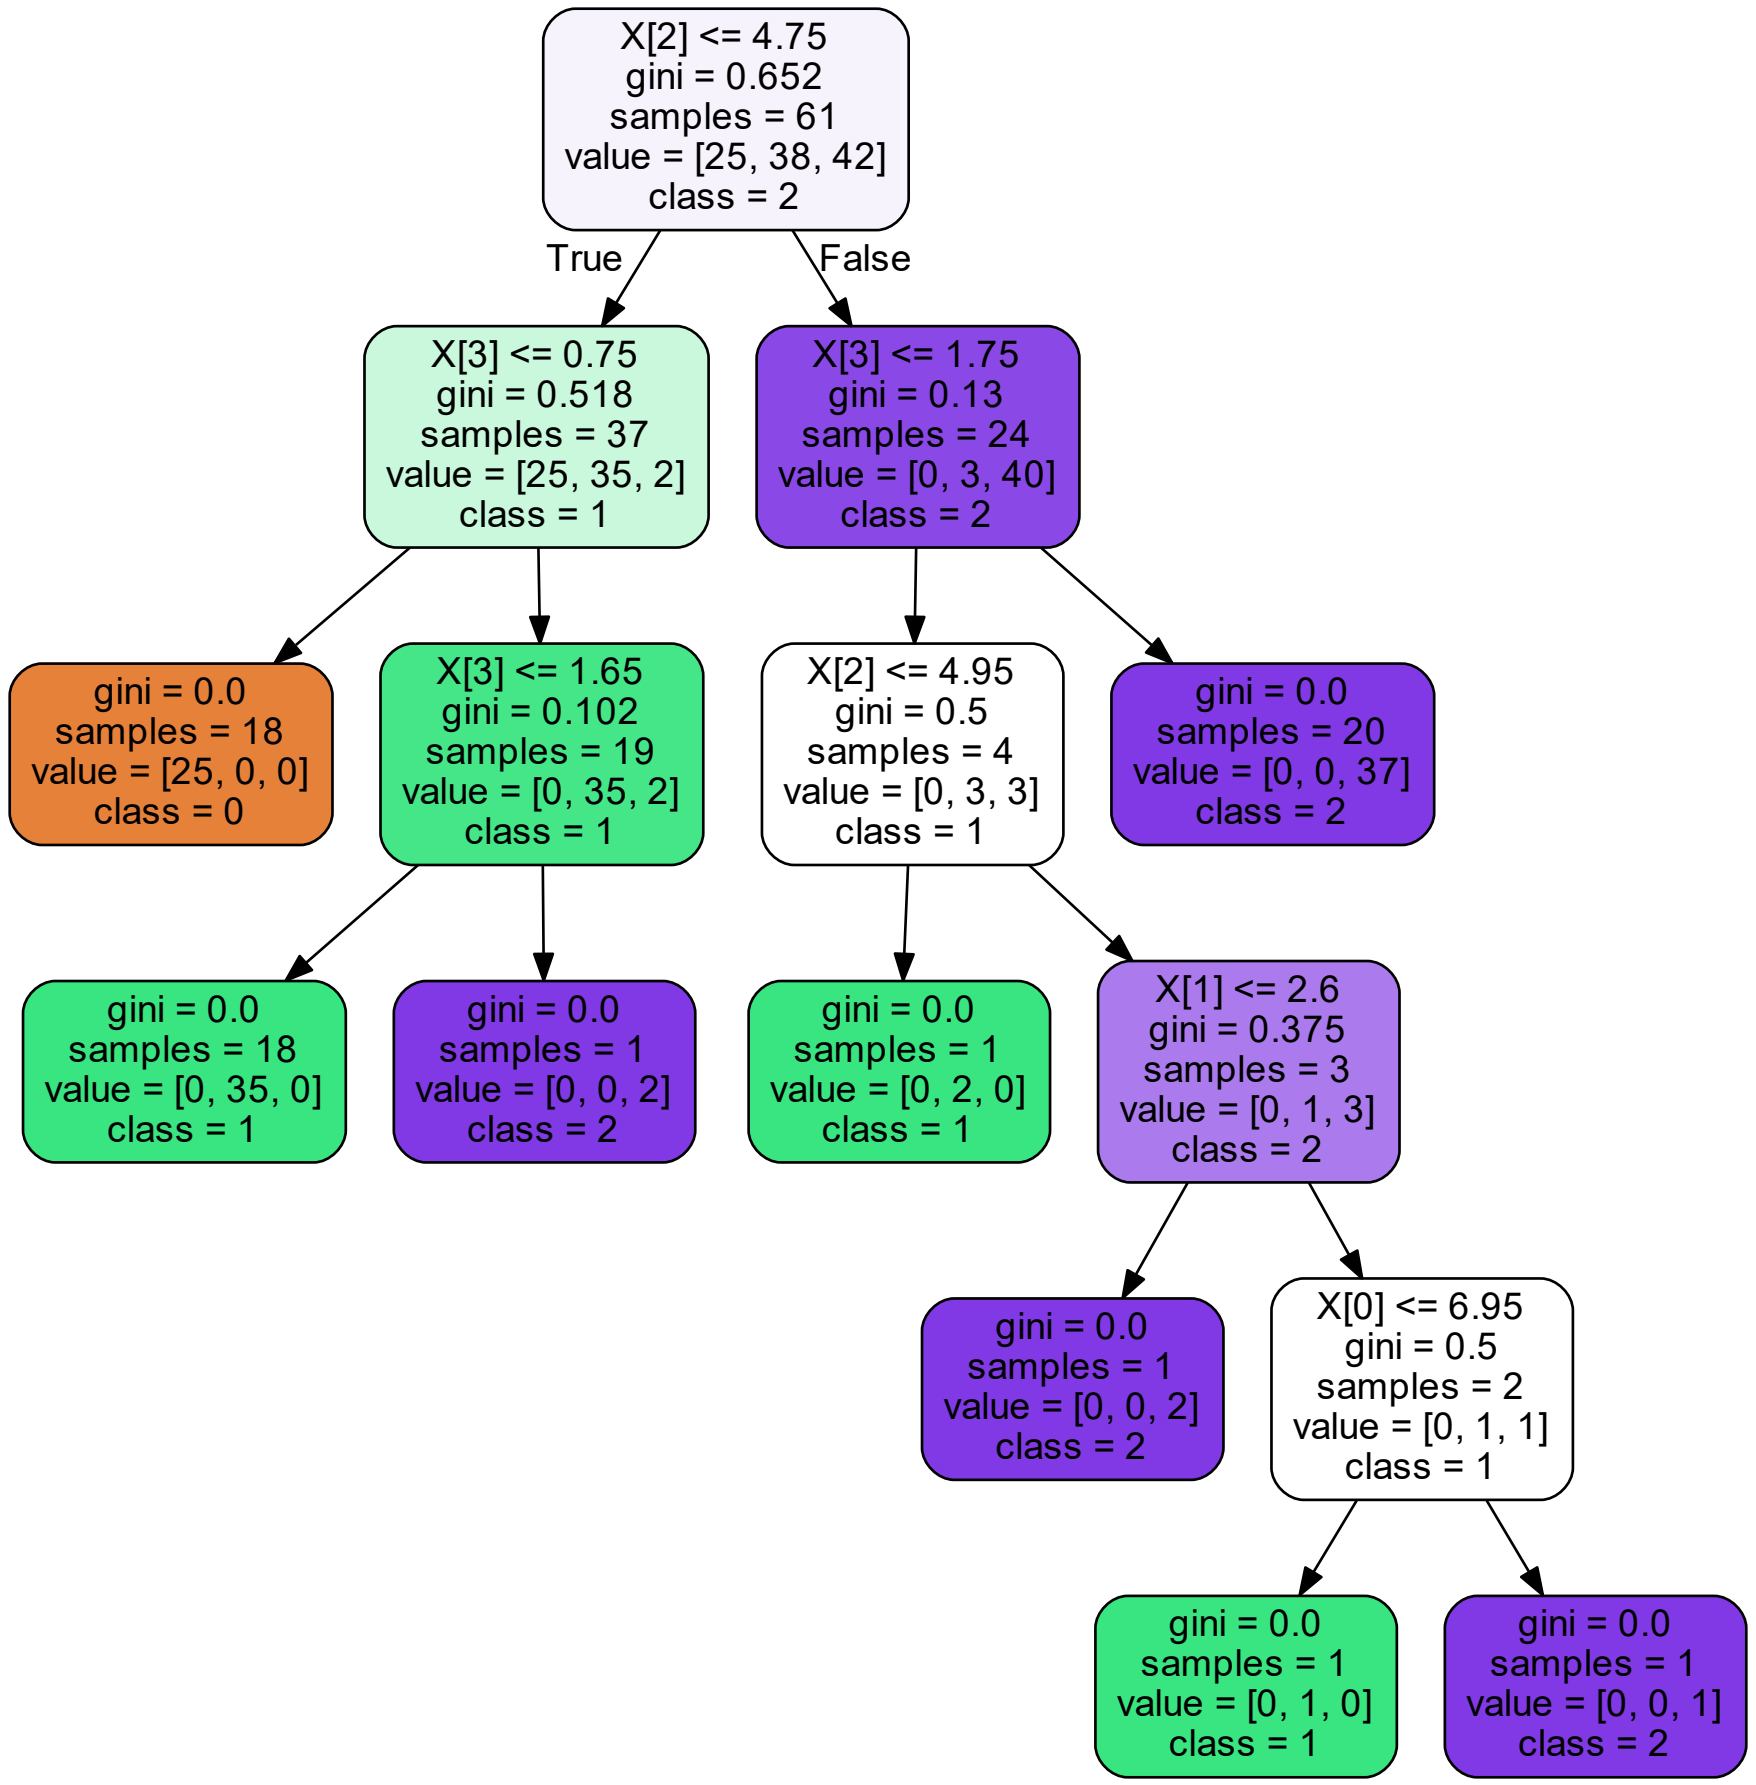 X[2] <= 4.75
gini = 0.652
samples = 61
value = [25, 38, 42]
class = 2
True
False
X[3] <= 0.75
gini = 0.518
samples = 37
value = [25, 35, 2]
class = 1
X[3] <= 1.75
gini = 0.13
samples = 24
value = [0, 3, 40]
class = 2
gini = 0.0
samples = 18
value = [25, 0, 0]
class = 0
X[3] <= 1.65
gini = 0.102
samples = 19
value = [0, 35, 2]
class = 1
X[2] <= 4.95
gini = 0.5
samples = 4
value = [0, 3, 3]
class = 1
gini = 0.0
samples = 20
value = [0, 0, 37]
class = 2
gini = 0.0
samples = 18
value = [0, 35, 0]
class = 1
gini = 0.0
samples = 1
value = [0, 0, 2]
class = 2
gini = 0.0
samples = 1
value = [0, 2, 0]
class = 1
X[1] <= 2.6
gini = 0.375
samples = 3
value = [0, 1, 3]
class = 2
gini = 0.0
samples = 1
value = [0, 0, 2]
class = 2
X[0] <= 6.95
gini = 0.5
samples = 2
value = [0, 1, 1]
class = 1
gini = 0.0
samples = 1
value = [0, 1, 0]
class = 1
gini = 0.0
samples = 1
value = [0, 0, 1]
class = 2